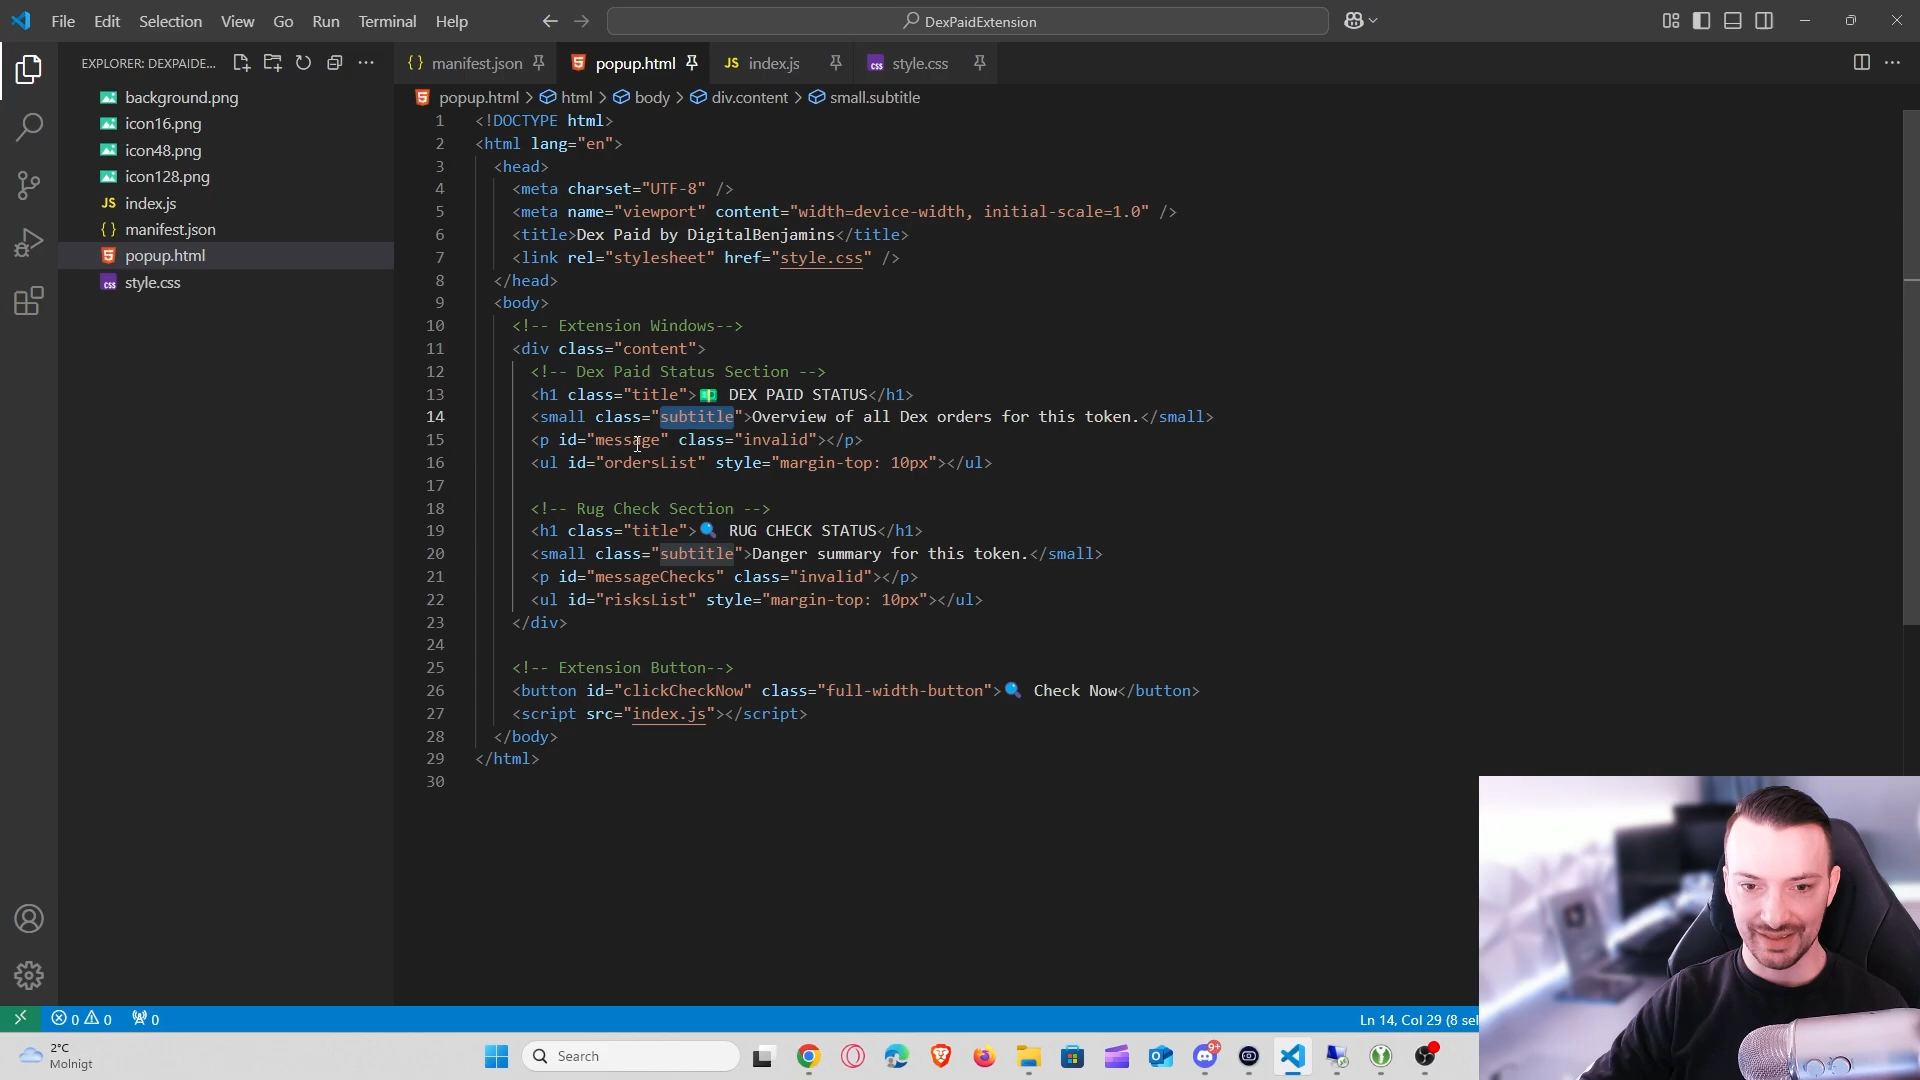 File Edit Selection View Go Run Terminal Help
DexPaidExtension
EXPLORER: DEXPAIDE...
background.png
icon16.png
icon48.png
icon128.png
JS index.js
{ } manifest.json
popup.html
css style.css
{ } manifest.json
popup.html
JS index.js
css style.css
popup.html > html > body > div.content > small.subtitle
1 <!DOCTYPE html>
2 <html lang="en">
3 <head>
4 <meta charset="UTF-8" />
5 <meta name="viewport" content="width=device-width, initial-scale=1.0" />
6 <title>Dex Paid by DigitalBenjamins</title>
7 <link rel="stylesheet" href="style.css" />
8 </head>
9 <body>
10 <!-- Extension Windows-->
11 <div class="content">
12 <!-- Dex Paid Status Section -->
13 <h1 class="title">💵 DEX PAID STATUS</h1>
14 <small class="subtitle">Overview of all Dex orders for this token.</small>
15 <p id="message" class="invalid"></p>
16 <ul id="ordersList" style="margin-top: 10px"></ul>
17
18 <!-- Rug Check Section -->
19 <h1 class="title">🔍 RUG CHECK STATUS</h1>
20 <small class="subtitle">Danger summary for this token.</small>
21 <p id="messageChecks" class="invalid"></p>
22 <ul id="risksList" style="margin-top: 10px"></ul>
23 </div>
24
25 <!-- Extension Button-->
26 <button id="clickCheckNow" class="full-width-button">🔍 Check Now</button>
27 <script src="index.js"></script>
28 </body>
29 </html>
30
0 0 0
Ln 14, Col 29 (8 sel
2°C
Molnigt
Search
9+